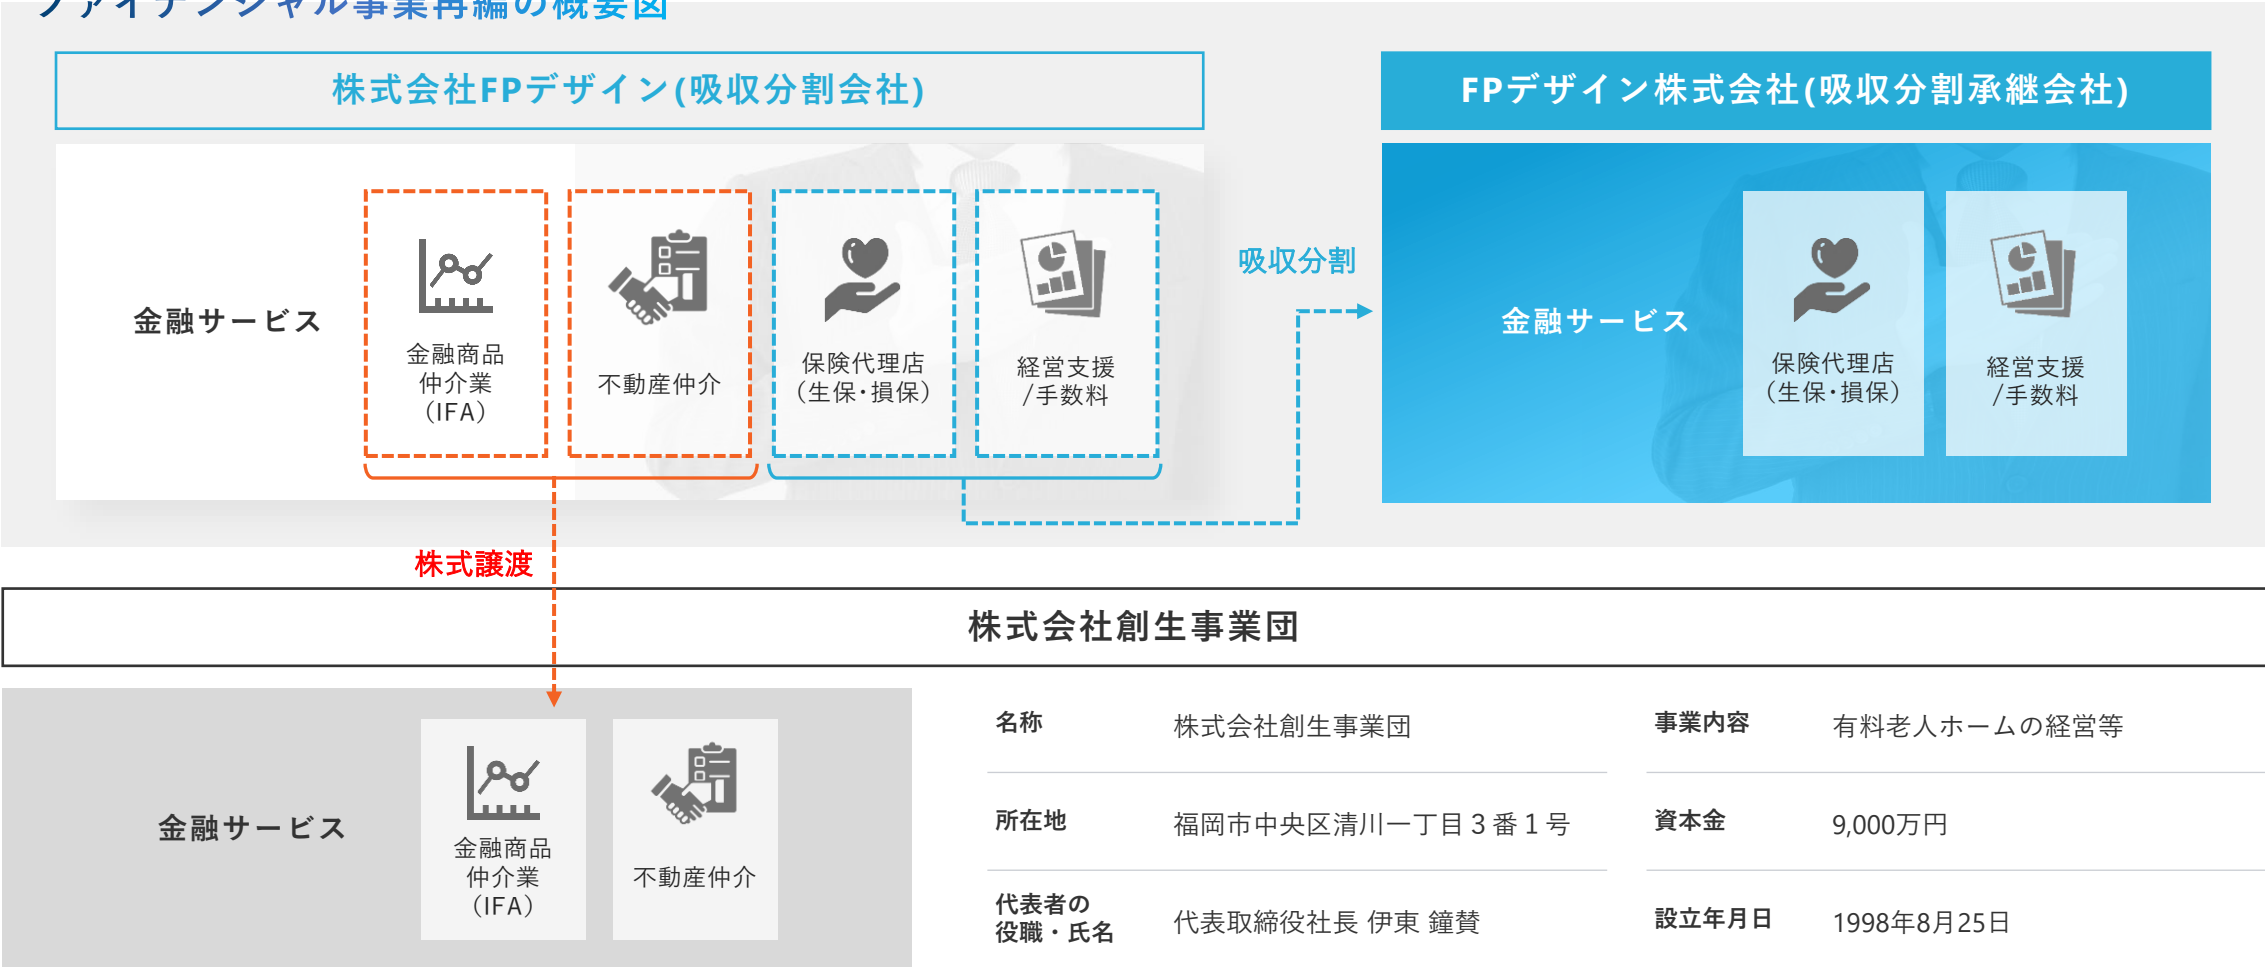 ファイナンシャル事業再編の概要図
株式会社FPデザイン(吸収分割会社)
金融サービス
金融商品
仲介業
（IFA）
不動産仲介
保険代理店
（生保・損保）
経営支援
/手数料
吸収分割
FPデザイン株式会社(吸収分割承継会社)
金融サービス
保険代理店
（生保・損保）
経営支援
/手数料
株式譲渡
株式会社創生事業団
金融サービス
金融商品
仲介業
（IFA）
不動産仲介
名称 株式会社創生事業団
所在地 福岡市中央区清川一丁目３番１号
代表者の
役職・氏名 代表取締役社長 伊東 鐘賛
事業内容 有料老人ホームの経営等
資本金 9,000万円
設立年月日 1998年8月25日